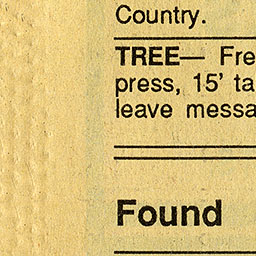 Country.
TREE— Fre
press, 15' ta
leave messa
Found